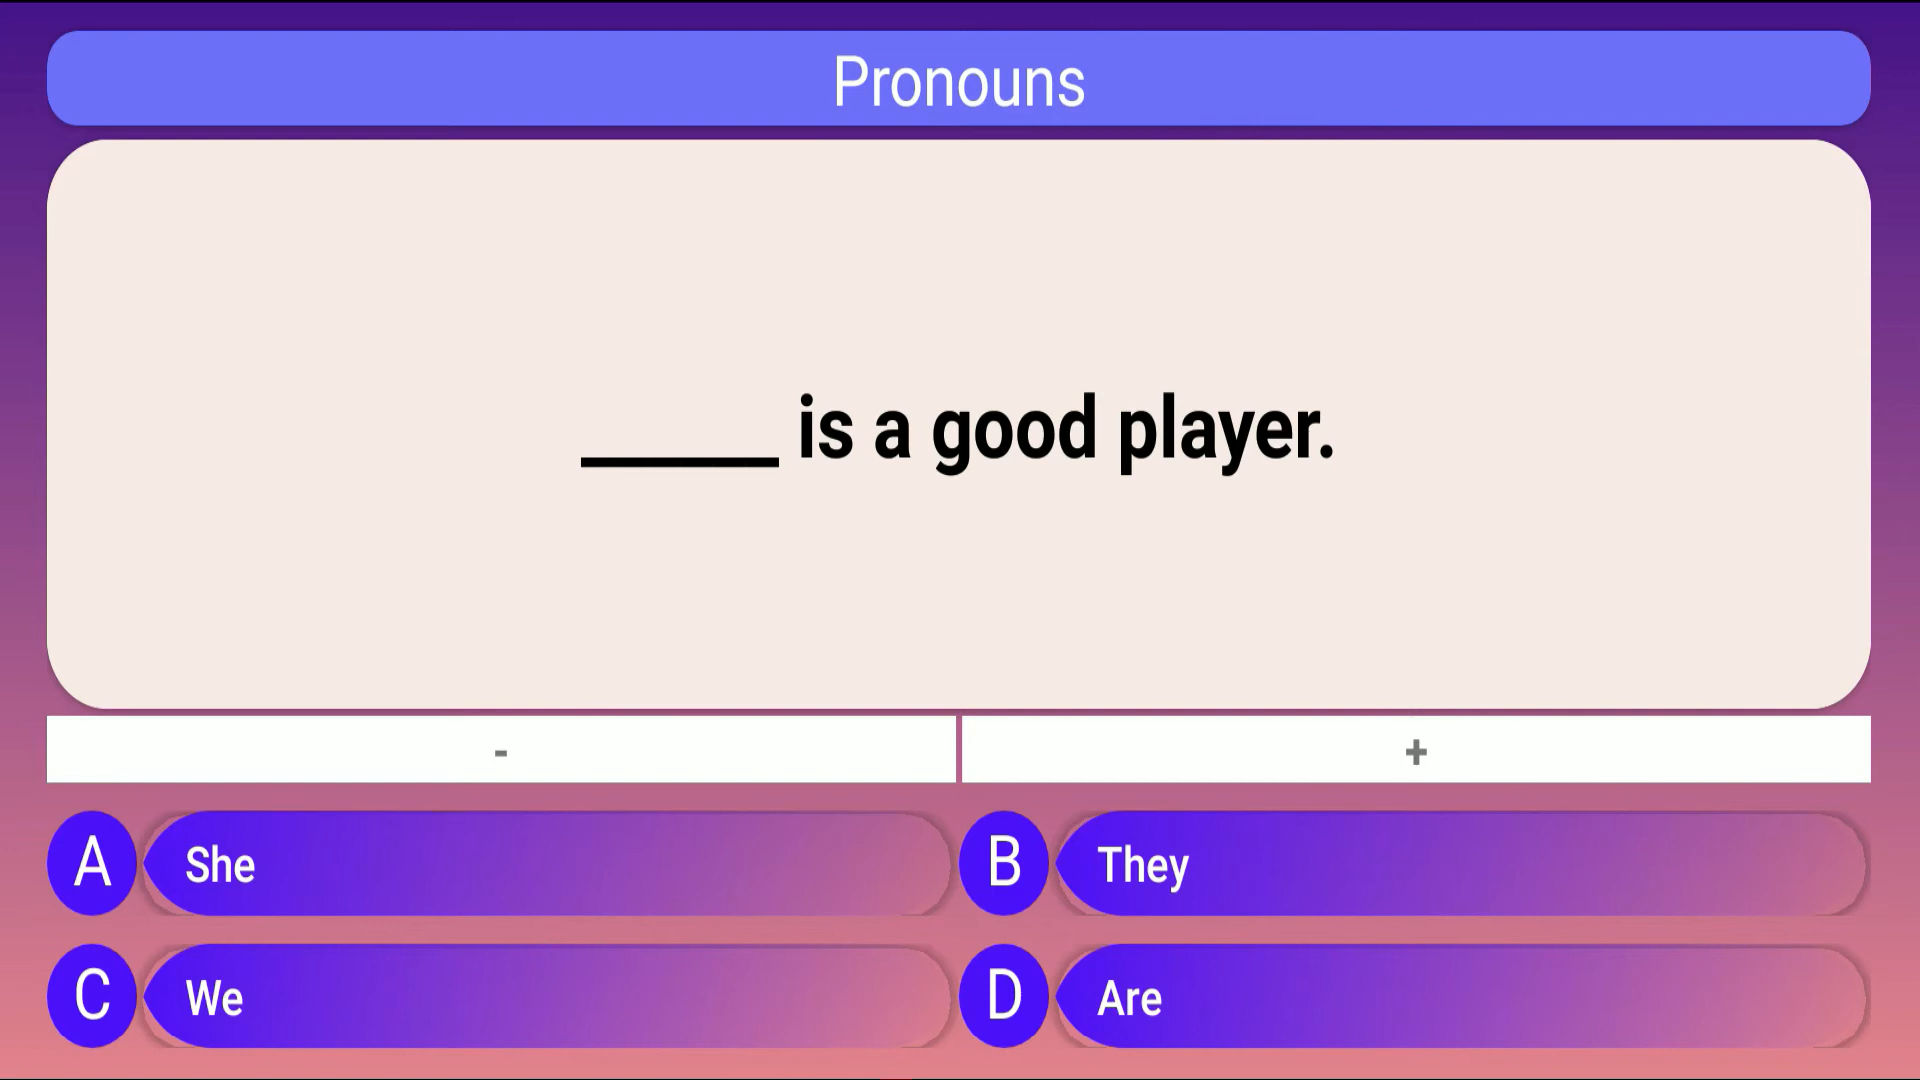 Pronouns
______ is a good player.
-
+
A
She
B
They
C
We
D
Are